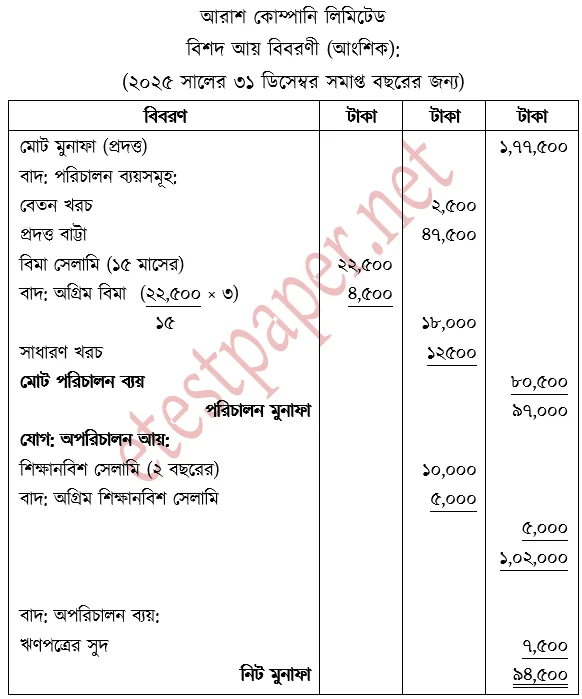 আরাশ কোম্পানি লিমিটেড
বিশদ আয় বিবরণী (আংশিক):
(২০২৫ সালের ৩১ ডিসেম্বর সমাপ্ত বছরের জন্য)
বিবরণ টাকা টাকা টাকা
মোট মুনাফা (প্রদত্ত) ১,৭৭,৫০০
বাদ: পরিচালন ব্যয়সমূহ:
বেতন খরচ ২,৫০০
প্রদত্ত বাট্টা ৪৭,৫০০
বিমা সেলামি (১৫ মাসের) ২২,৫০০
বাদ: অগ্রিম বিমা (২২,৫০০ × ৩) ৪,৫০০
১৫ ১৮,০০০
সাধারণ খরচ ১২৫০০
মোট পরিচালন ব্যয় ৮০,৫০০
পরিচালন মুনাফা ৯৭,০০০
যোগ: অপরিচালন আয়:
শিক্ষানবিশ সেলামি (২ বছরের) ১০,০০০
বাদ: অগ্রিম শিক্ষানবিশ সেলামি ৫,০০০
৫,০০০
১,০২,০০০
বাদ: অপরিচালন ব্যয়:
ঋণপত্রের সুদ ৭,৫০০
নিট মুনাফা ৯৪,৫০০
etestpaper.net